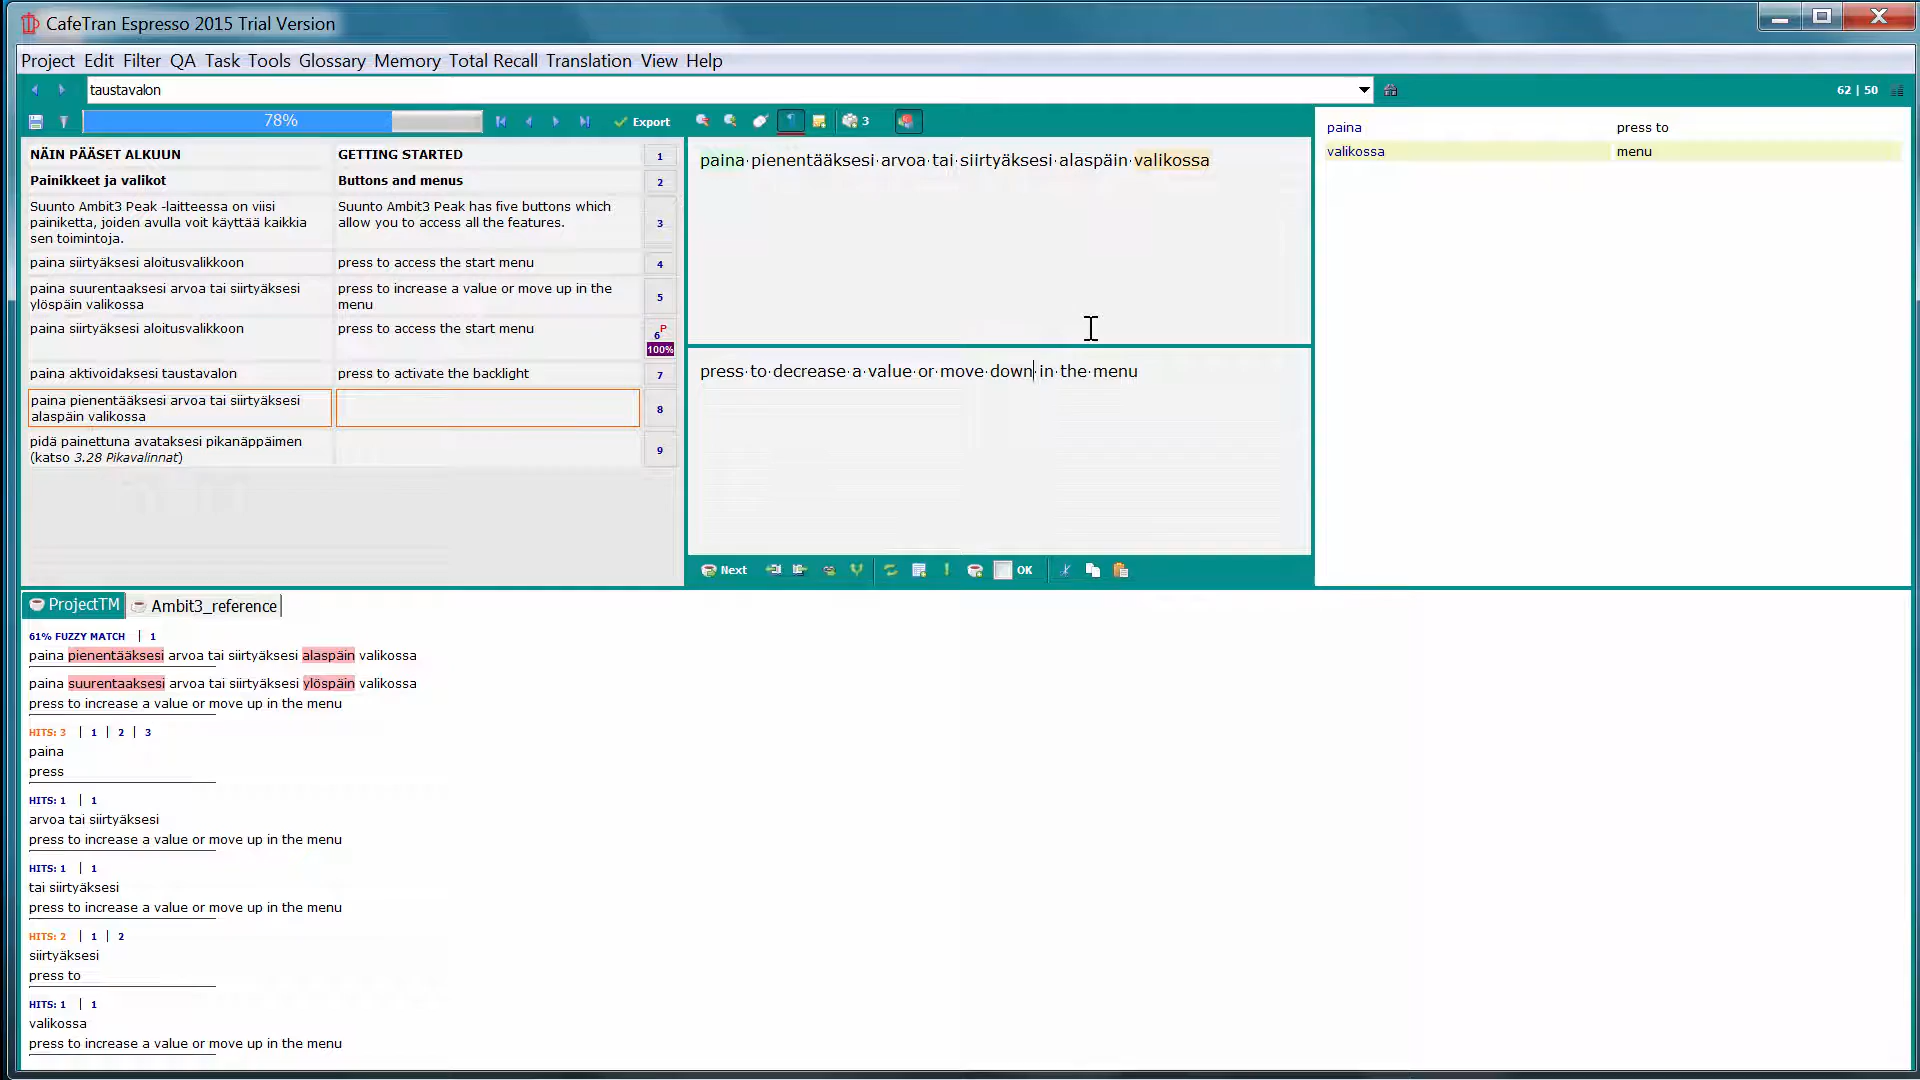 CafeTran Espresso 2015 Trial Version
Project Edit Filter QA Task Tools Glossary Memory Total Recall Translation View Help
taustavalon
62 | 50
78%
Export
3
NÄIN PÄÄSET ALKUUN
GETTING STARTED
1
Painikkeet ja valikot
Buttons and menus
2
Suunto Ambit3 Peak -laitteessa on viisi
painiketta, joiden avulla voit käyttää kaikkia
sen toimintoja.
Suunto Ambit3 Peak has five buttons which
allow you to access all the features.
3
paina siirtyäksesi aloitusvalikkoon
press to access the start menu
4
paina suurentaaksesi arvoa tai siirtyäksesi
ylöspäin valikossa
press to increase a value or move up in the
menu
5
paina siirtyäksesi aloitusvalikkoon
press to access the start menu
6 P
100%
paina aktivoidaksesi taustavalon
press to activate the backlight
7
paina pienentääksesi arvoa tai siirtyäksesi
alaspäin valikossa
8
pidä painettuna avataksesi pikanäppäimen
(katso 3.28 Pikavalinnat)
9
paina·pienentääksesi·arvoa·tai·siirtyäksesi·alaspäin·valikossa
press·to·decrease·a·value·or·move·down·in·the·menu
Next
OK
paina
press to
valikossa
menu
ProjectTM
Ambit3_reference
61% FUZZY MATCH | 1
paina pienentääksesi arvoa tai siirtyäksesi alaspäin valikossa
paina suurentaaksesi arvoa tai siirtyäksesi ylöspäin valikossa
press to increase a value or move up in the menu
HITS: 3 | 1 | 2 | 3
paina
press
HITS: 1 | 1
arvoa tai siirtyäksesi
press to increase a value or move up in the menu
HITS: 1 | 1
tai siirtyäksesi
press to increase a value or move up in the menu
HITS: 2 | 1 | 2
siirtyäksesi
press to
HITS: 1 | 1
valikossa
press to increase a value or move up in the menu